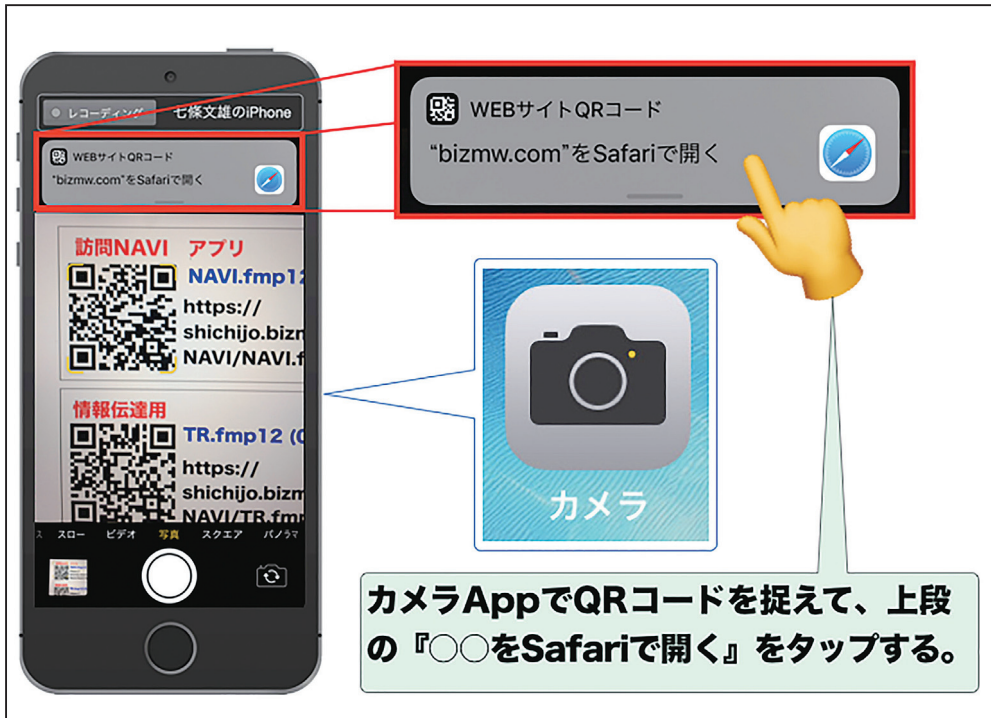 レコーディング
七條文雄のiPhone
WEBサイトQRコード
“bizmw.com”をSafariで開く
訪問NAVI アプリ
NAVI.fmp12
https://
shichijo.bizm
NAVI/NAVI.f
情報伝達用
TR.fmp12 (
https://
shichijo.bizm
NAVI/TR.fmp
ス スロー ビデオ 写真 スクエア パノラマ
WEBサイトQRコード
“bizmw.com”をSafariで開く
カメラ
カメラAppでQRコードを捉えて、上段
の『○○をSafariで開く』をタップする。